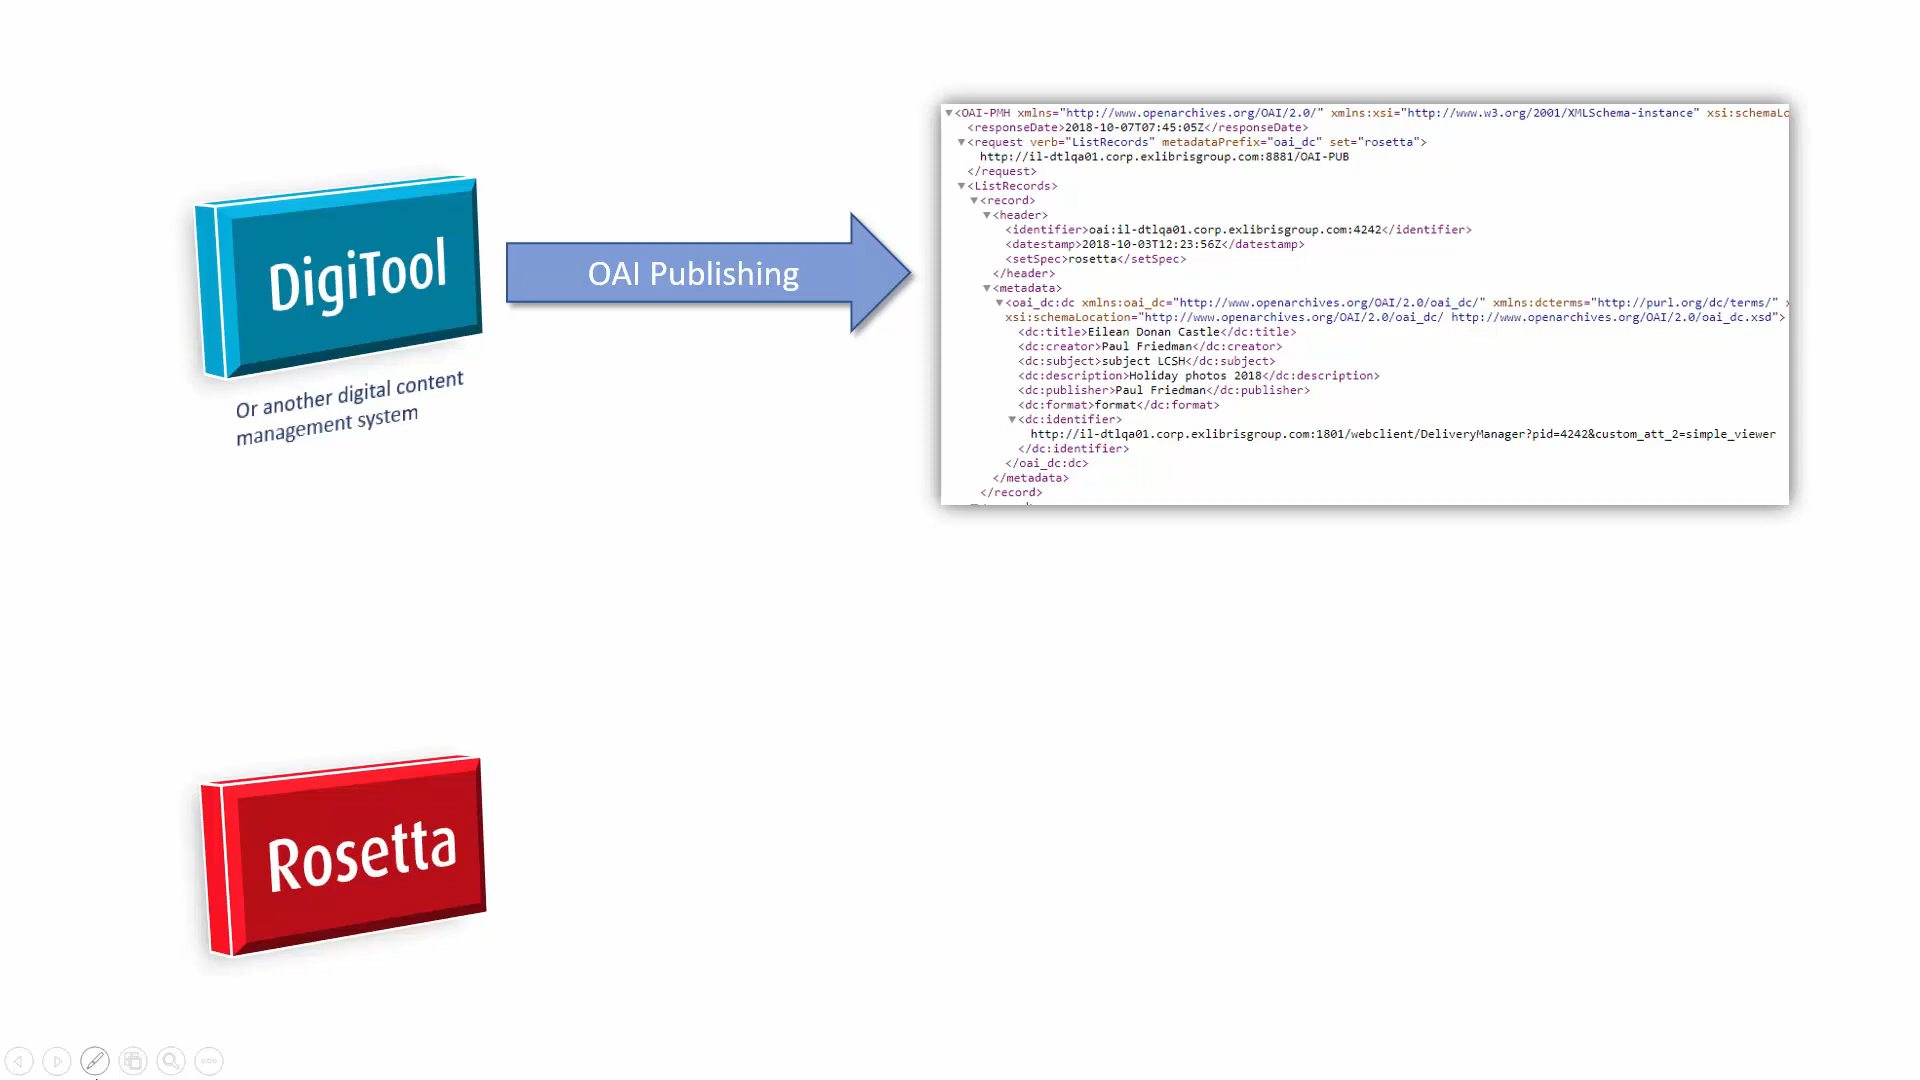 DigiTool
Or another digital content
management system
OAI Publishing
<OAI-PMH xmlns="http://www.openarchives.org/OAI/2.0/" xmlns:xsi="http://www.w3.org/2001/XMLSchema-instance" xsi:schemaLo
<responseDate>2018-10-07T07:45:05Z</responseDate>
<request verb="ListRecords" metadataPrefix="oai_dc" set="rosetta">
http://il-dtlqa01.corp.exlibrisgroup.com:8881/OAI-PUB
</request>
<ListRecords>
<record>
<header>
<identifier>oai:il-dtlqa01.corp.exlibrisgroup.com:4242</identifier>
<datestamp>2018-10-03T12:23:56Z</datestamp>
<setSpec>rosetta</setSpec>
</header>
<metadata>
<oai_dc:dc xmlns:oai_dc="http://www.openarchives.org/OAI/2.0/oai_dc/" xmlns:dcterms="http://purl.org/dc/terms/"
xsi:schemaLocation="http://www.openarchives.org/OAI/2.0/oai_dc/ http://www.openarchives.org/OAI/2.0/oai_dc.xsd">
<dc:title>Eilean Donan Castle</dc:title>
<dc:creator>Paul Friedman</dc:creator>
<dc:subject>subject LCSH</dc:subject>
<dc:description>Holiday photos 2018</dc:description>
<dc:publisher>Paul Friedman</dc:publisher>
<dc:format>format</dc:format>
<dc:identifier>
http://il-dtlqa01.corp.exlibrisgroup.com:1801/webclient/DeliveryManager?pid=4242&custom_att_2=simple_viewer
</dc:identifier>
</oai_dc:dc>
</metadata>
</record>
Rosetta